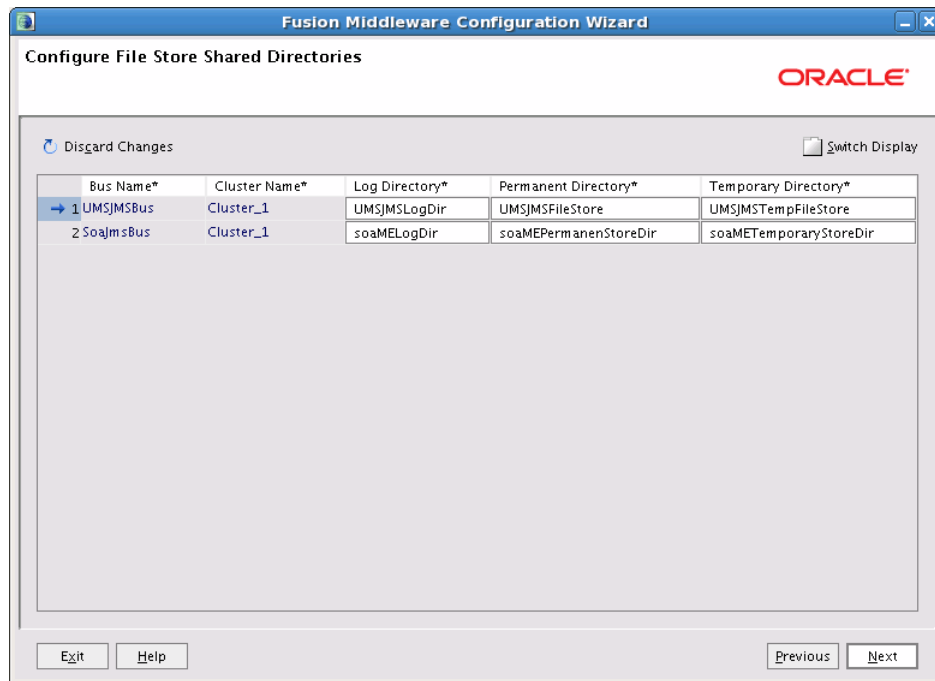 Fusion Middleware Configuration Wizard
Configure File Store Shared Directories
ORACLE
Discard Changes Switch Display
Bus Name* Cluster Name* Log Directory* Permanent Directory* Temporary Directory*
1 UMSJMSBus Cluster_1 UMSJMSLogDir UMSJMSFileStore UMSJMSTempFileStore
2 SoaJmsBus Cluster_1 soaMELogDir soaMEPermanenStoreDir soaMETemporaryStoreDir
Exit Help Previous Next